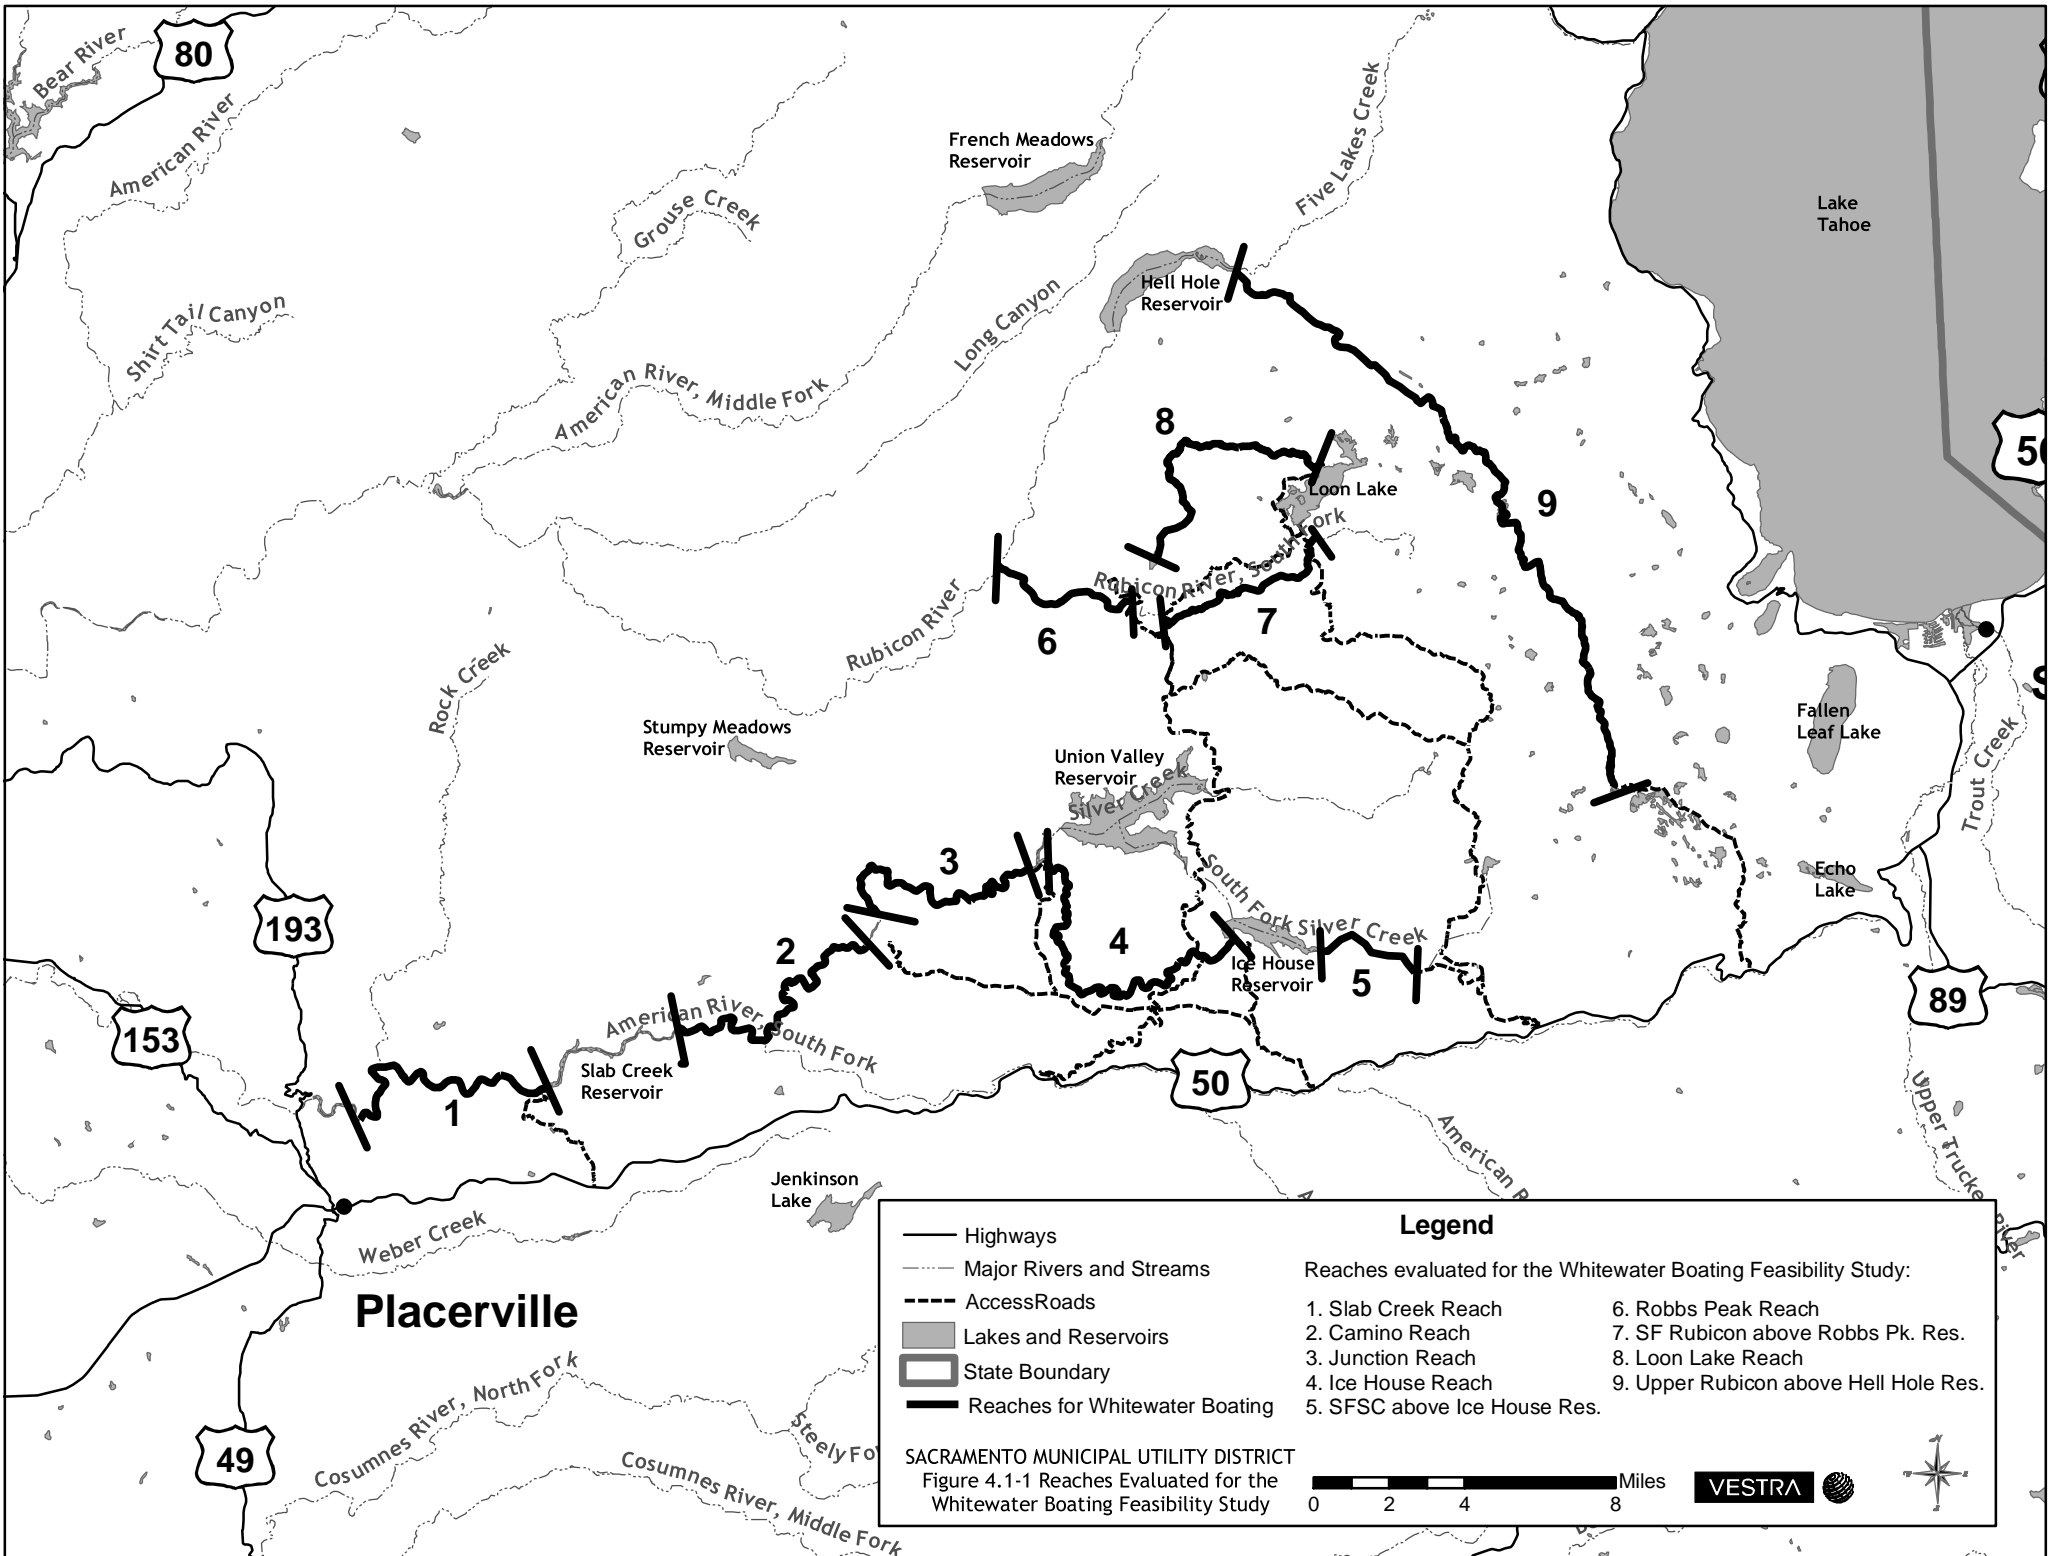 Bear River
80
American River
French Meadows
Reservoir
Five Lakes Creek
Grouse Creek
Lake
Tahoe
Shirt Tail Canyon
Long Canyon
Hell Hole
Reservoir
American River, Middle Fork
8
50
Loon Lake
9
Rubicon River, South Fork
Rubicon River
6
7
Rock Creek
Stumpy Meadows
Reservoir
Fallen
Leaf Lake
Trout Creek
Union Valley
Reservoir
Silver Creek
3
Echo
Lake
193
South Fork Silver Creek
4
2
Ice House
Reservoir
5
89
153
American River, South Fork
Slab Creek
Reservoir
50
1
Upper Truckee River
American R
Jenkinson
Lake
Weber Creek
Placerville
49
Cosumnes River, North Fork
Steely Fo
Cosumnes River, Middle Fork
Legend
Highways
Major Rivers and Streams
AccessRoads
Lakes and Reservoirs
State Boundary
Reaches for Whitewater Boating
Reaches evaluated for the Whitewater Boating Feasibility Study:
1. Slab Creek Reach
2. Camino Reach
3. Junction Reach
4. Ice House Reach
5. SFSC above Ice House Res.
6. Robbs Peak Reach
7. SF Rubicon above Robbs Pk. Res.
8. Loon Lake Reach
9. Upper Rubicon above Hell Hole Res.
SACRAMENTO MUNICIPAL UTILITY DISTRICT
Figure 4.1-1 Reaches Evaluated for the
Whitewater Boating Feasibility Study
Miles
0 2 4 8
VESTRA